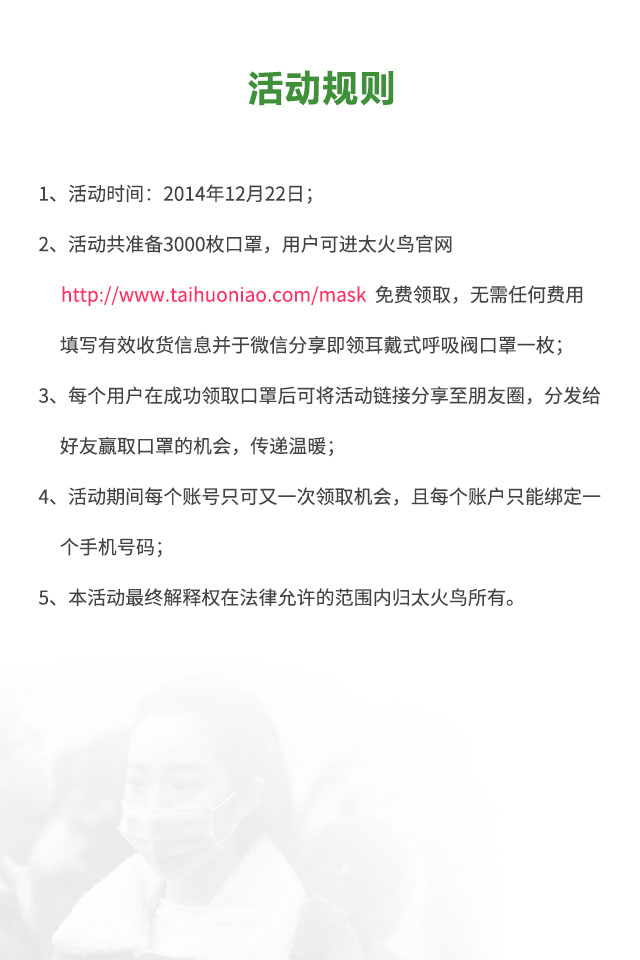 活动规则
1、活动时间：2014年12月22日；
2、活动共准备3000枚口罩，用户可进太火鸟官网
http://www.taihuoniao.com/mask 免费领取，无需任何费用
填写有效收货信息并于微信分享即领耳戴式呼吸阀口罩一枚；
3、每个用户在成功领取口罩后可将活动链接分享至朋友圈，分发给
好友赢取口罩的机会，传递温暖；
4、活动期间每个账号只可又一次领取机会，且每个账户只能绑定一
个手机号码；
5、本活动最终解释权在法律允许的范围内归太火鸟所有。